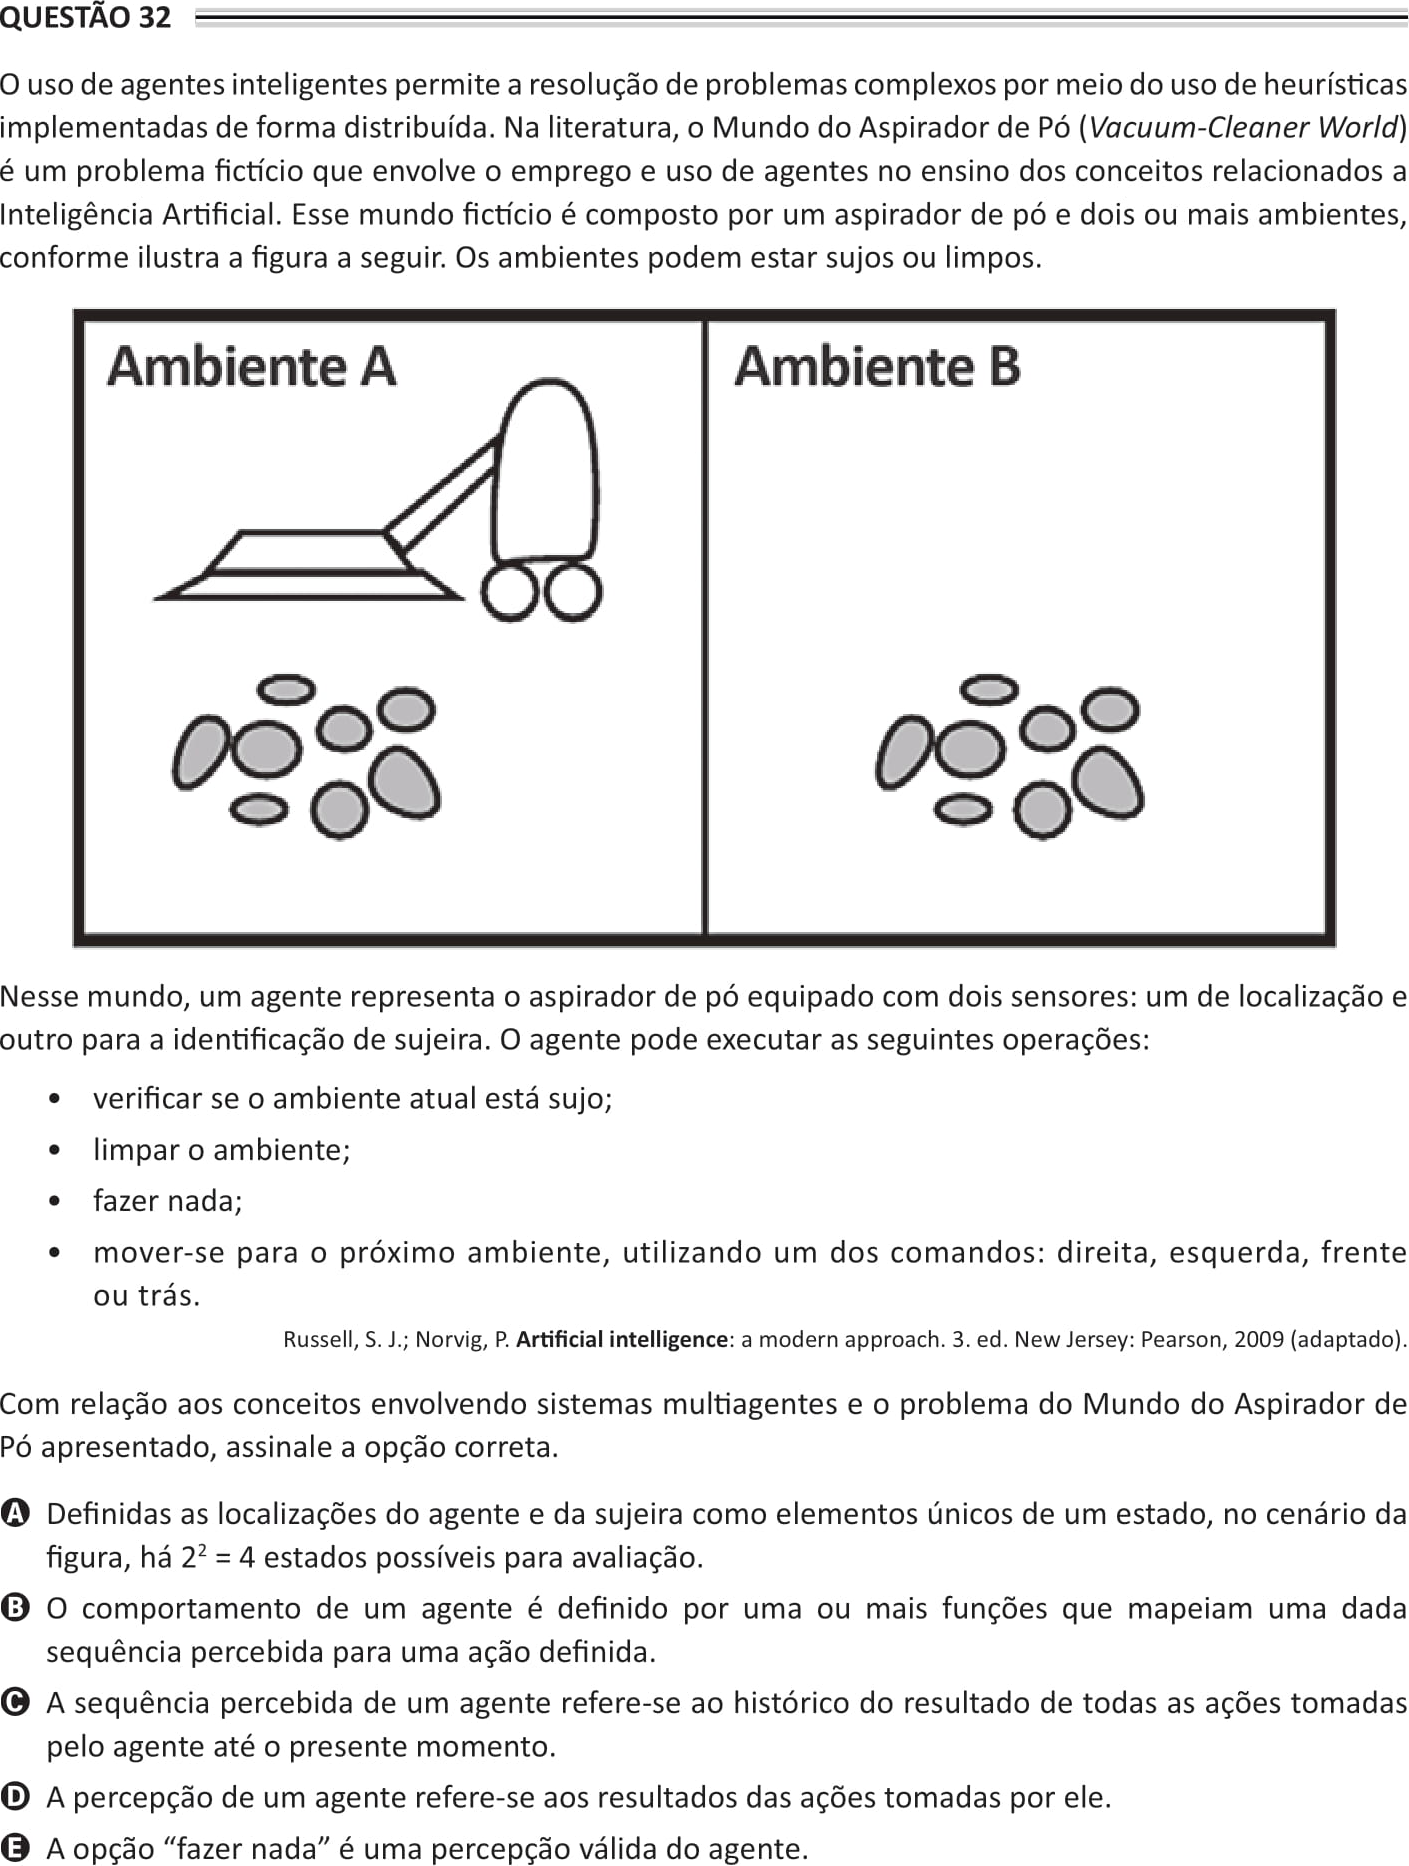 QUESTÃO 32
O uso de agentes inteligentes permite a resolução de problemas complexos por meio do uso de heurísticas
implementadas de forma distribuída. Na literatura, o Mundo do Aspirador de Pó (Vacuum-Cleaner World)
é um problema fictício que envolve o emprego e uso de agentes no ensino dos conceitos relacionados a
Inteligência Artificial. Esse mundo fictício é composto por um aspirador de pó e dois ou mais ambientes,
conforme ilustra a figura a seguir. Os ambientes podem estar sujos ou limpos.
Ambiente A
Ambiente B
Nesse mundo, um agente representa o aspirador de pó equipado com dois sensores: um de localização e
outro para a identificação de sujeira. O agente pode executar as seguintes operações:
• verificar se o ambiente atual está sujo;
• limpar o ambiente;
• fazer nada;
• mover-se para o próximo ambiente, utilizando um dos comandos: direita, esquerda, frente
ou trás.
Russell, S. J.; Norvig, P. Artificial intelligence: a modern approach. 3. ed. New Jersey: Pearson, 2009 (adaptado).
Com relação aos conceitos envolvendo sistemas multiagentes e o problema do Mundo do Aspirador de
Pó apresentado, assinale a opção correta.
A Definidas as localizações do agente e da sujeira como elementos únicos de um estado, no cenário da
figura, há 2² = 4 estados possíveis para avaliação.
B O comportamento de um agente é definido por uma ou mais funções que mapeiam uma dada
sequência percebida para uma ação definida.
C A sequência percebida de um agente refere-se ao histórico do resultado de todas as ações tomadas
pelo agente até o presente momento.
D A percepção de um agente refere-se aos resultados das ações tomadas por ele.
E A opção “fazer nada” é uma percepção válida do agente.